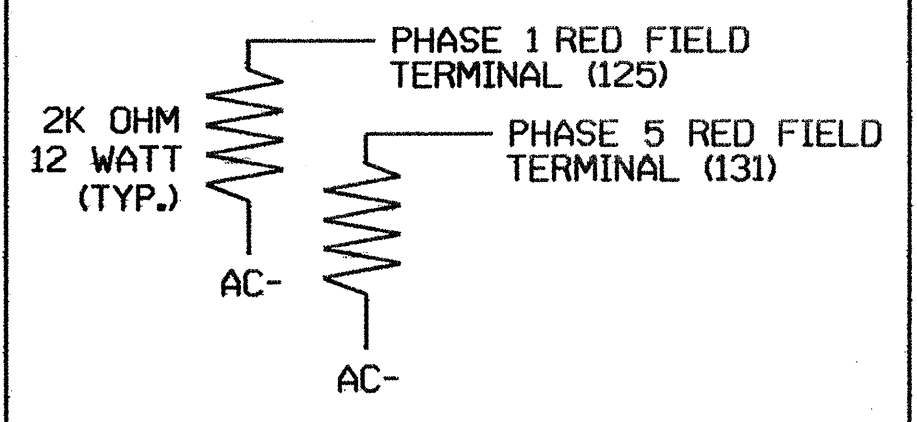 PHASE 1 RED FIELD
TERMINAL (125)
2K OHM
12 WATT
(TYP.)
PHASE 5 RED FIELD
TERMINAL (131)
AC-
AC-